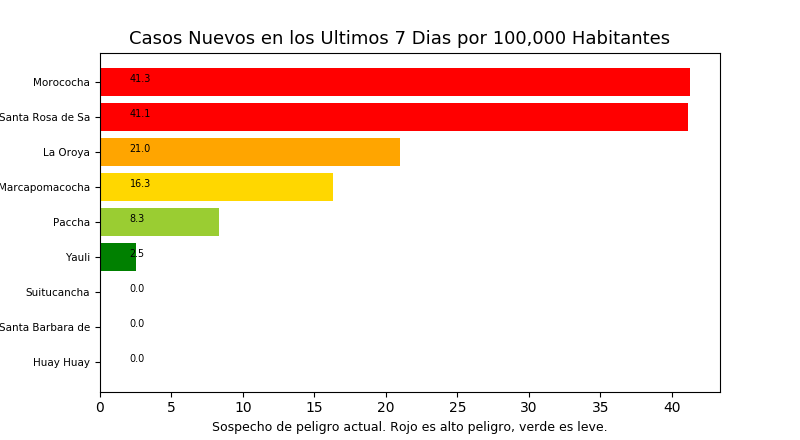 Casos Nuevos en los Ultimos 7 Dias por 100,000 Habitantes
Morococha 41.3
Santa Rosa de Sa 41.1
La Oroya 21.0
Marcapomacocha 16.3
Paccha 8.3
Yauli 2.5
Suitucancha 0.0
Santa Barbara de 0.0
Huay Huay 0.0
0 5 10 15 20 25 30 35 40
Sospecho de peligro actual. Rojo es alto peligro, verde es leve.